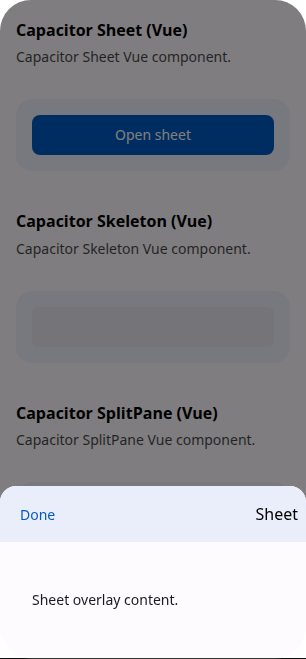 Capacitor Sheet (Vue)
Capacitor Sheet Vue component.
Open sheet
Capacitor Skeleton (Vue)
Capacitor Skeleton Vue component.
Capacitor SplitPane (Vue)
Capacitor SplitPane Vue component.
Done Sheet
Sheet overlay content.